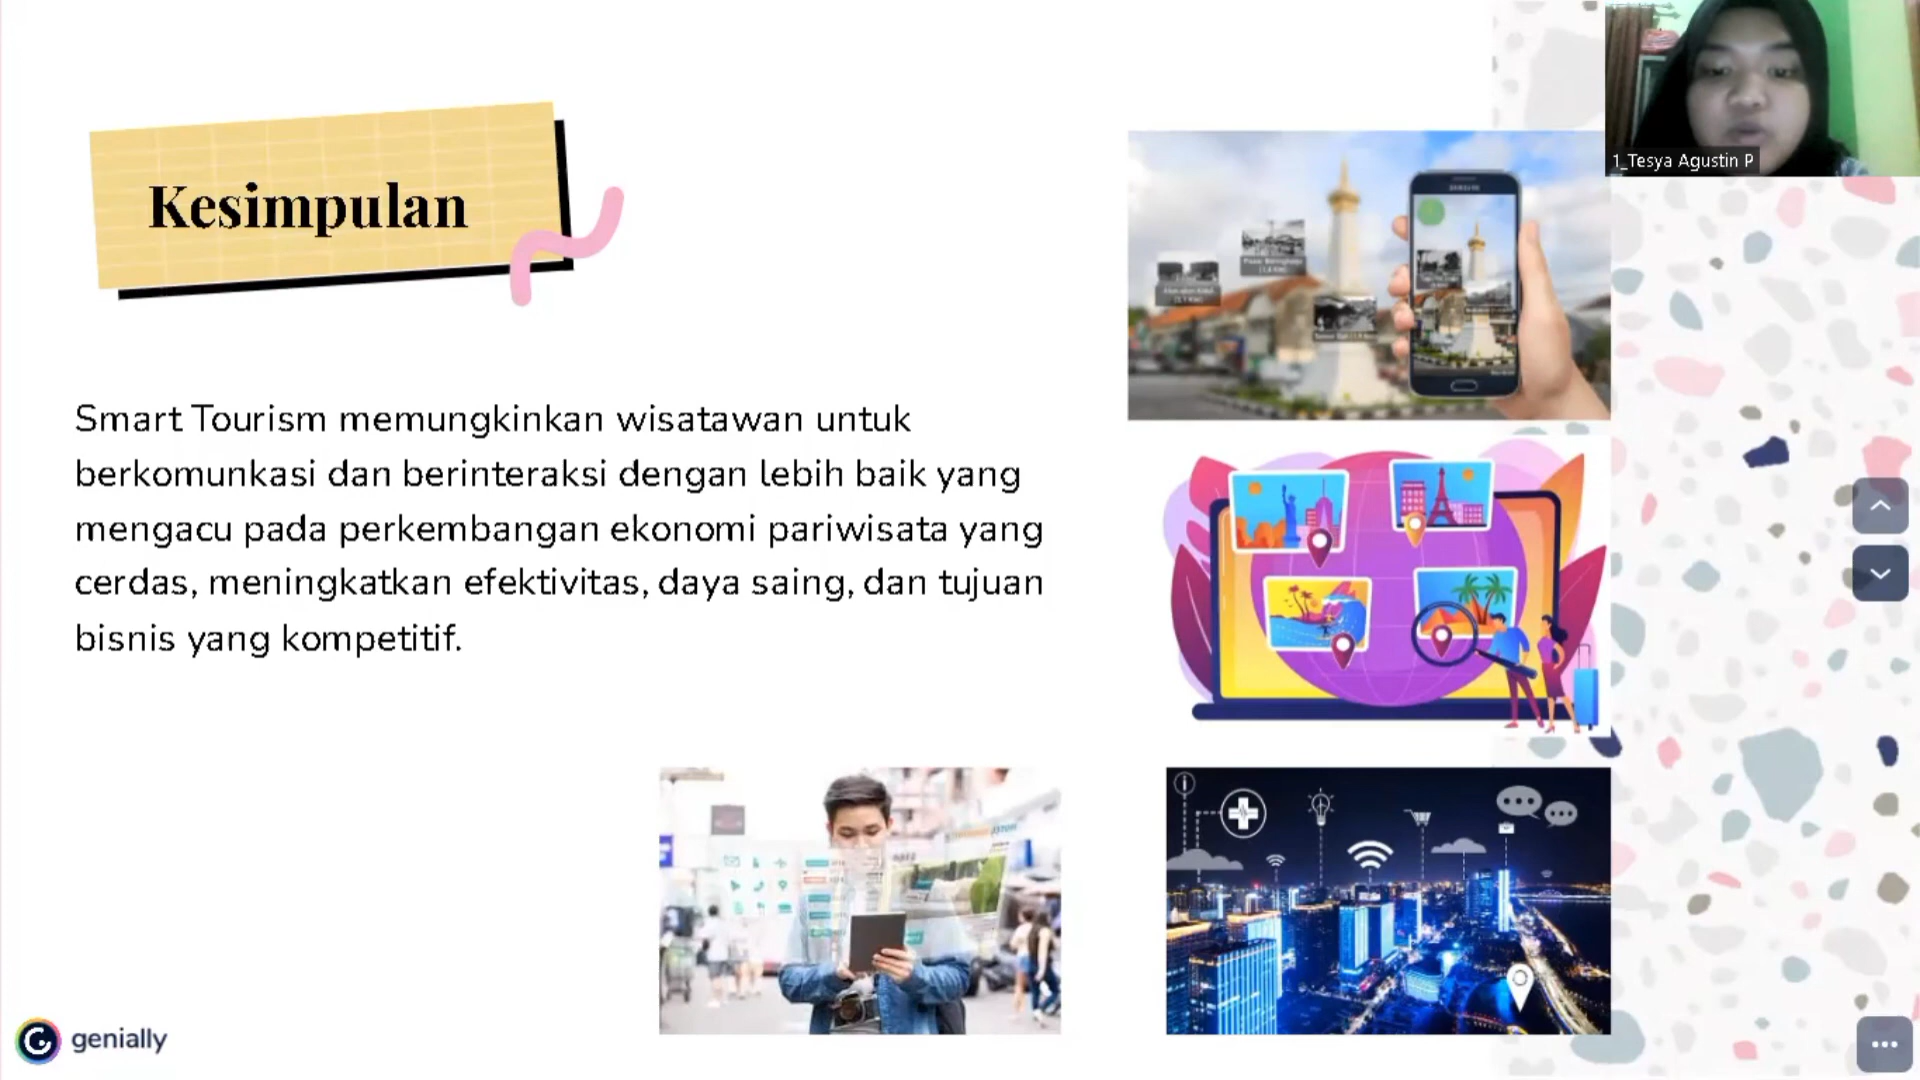 1_Tesya Agustin P
Kesimpulan
SAMSUNG
Smart Tourism memungkinkan wisatawan untuk
berkomunkasi dan berinteraksi dengan lebih baik yang
mengacu pada perkembangan ekonomi pariwisata yang
cerdas, meningkatkan efektivitas, daya saing, dan tujuan
bisnis yang kompetitif.
genially